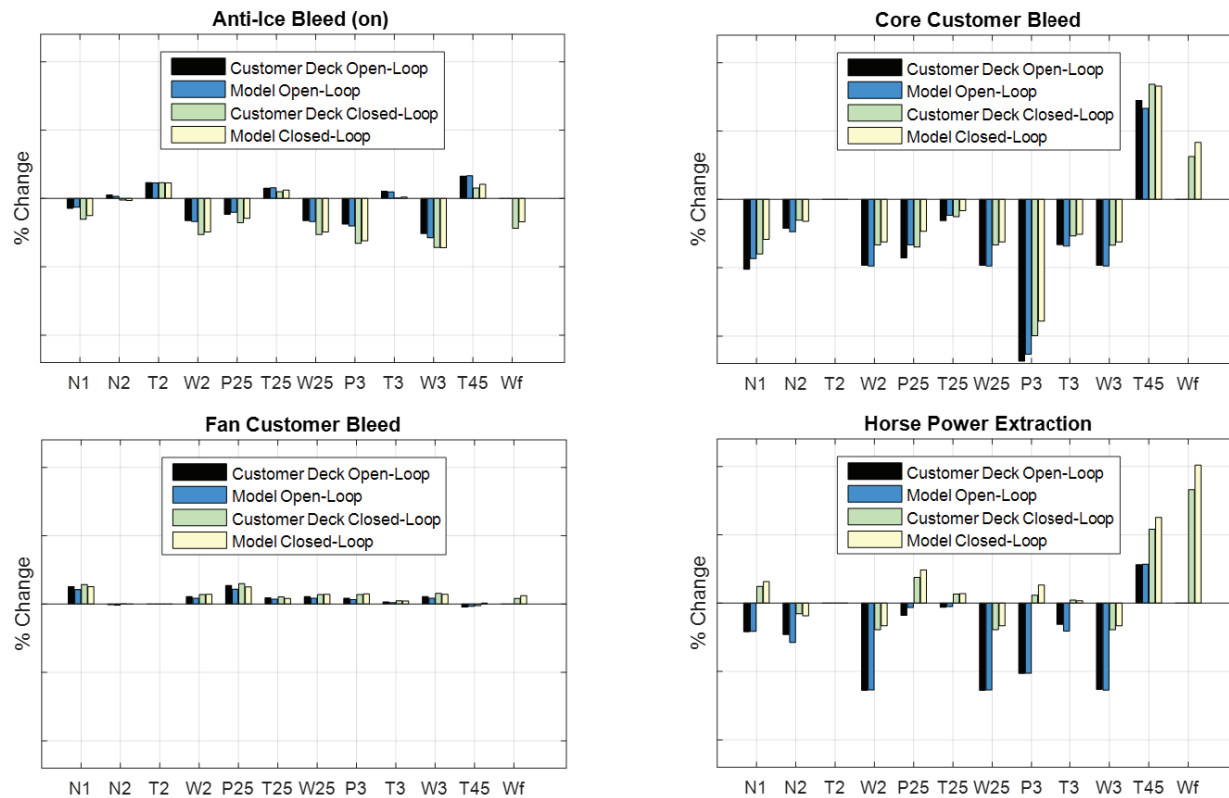 Anti-Ice Bleed (on)
Customer Deck Open-Loop
Model Open-Loop
Customer Deck Closed-Loop
Model Closed-Loop
% Change
N1 N2 T2 W2 P25 T25 W25 P3 T3 W3 T45 Wf
Core Customer Bleed
Customer Deck Open-Loop
Model Open-Loop
Customer Deck Closed-Loop
Model Closed-Loop
% Change
N1 N2 T2 W2 P25 T25 W25 P3 T3 W3 T45 Wf
Fan Customer Bleed
Customer Deck Open-Loop
Model Open-Loop
Customer Deck Closed-Loop
Model Closed-Loop
% Change
N1 N2 T2 W2 P25 T25 W25 P3 T3 W3 T45 Wf
Horse Power Extraction
Customer Deck Open-Loop
Model Open-Loop
Customer Deck Closed-Loop
Model Closed-Loop
% Change
N1 N2 T2 W2 P25 T25 W25 P3 T3 W3 T45 Wf